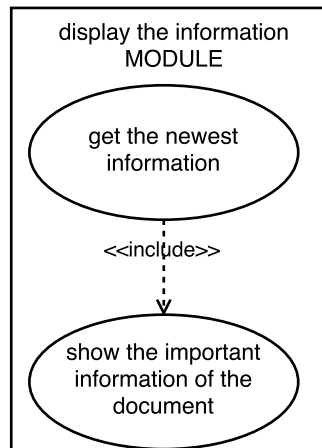 display the information
MODULE
get the newest
information
<<include>>
show the important
information of the
document